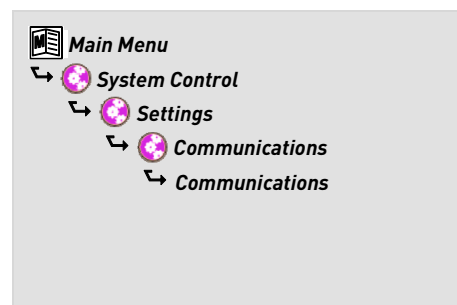 Main Menu
System Control
Settings
Communications
Communications